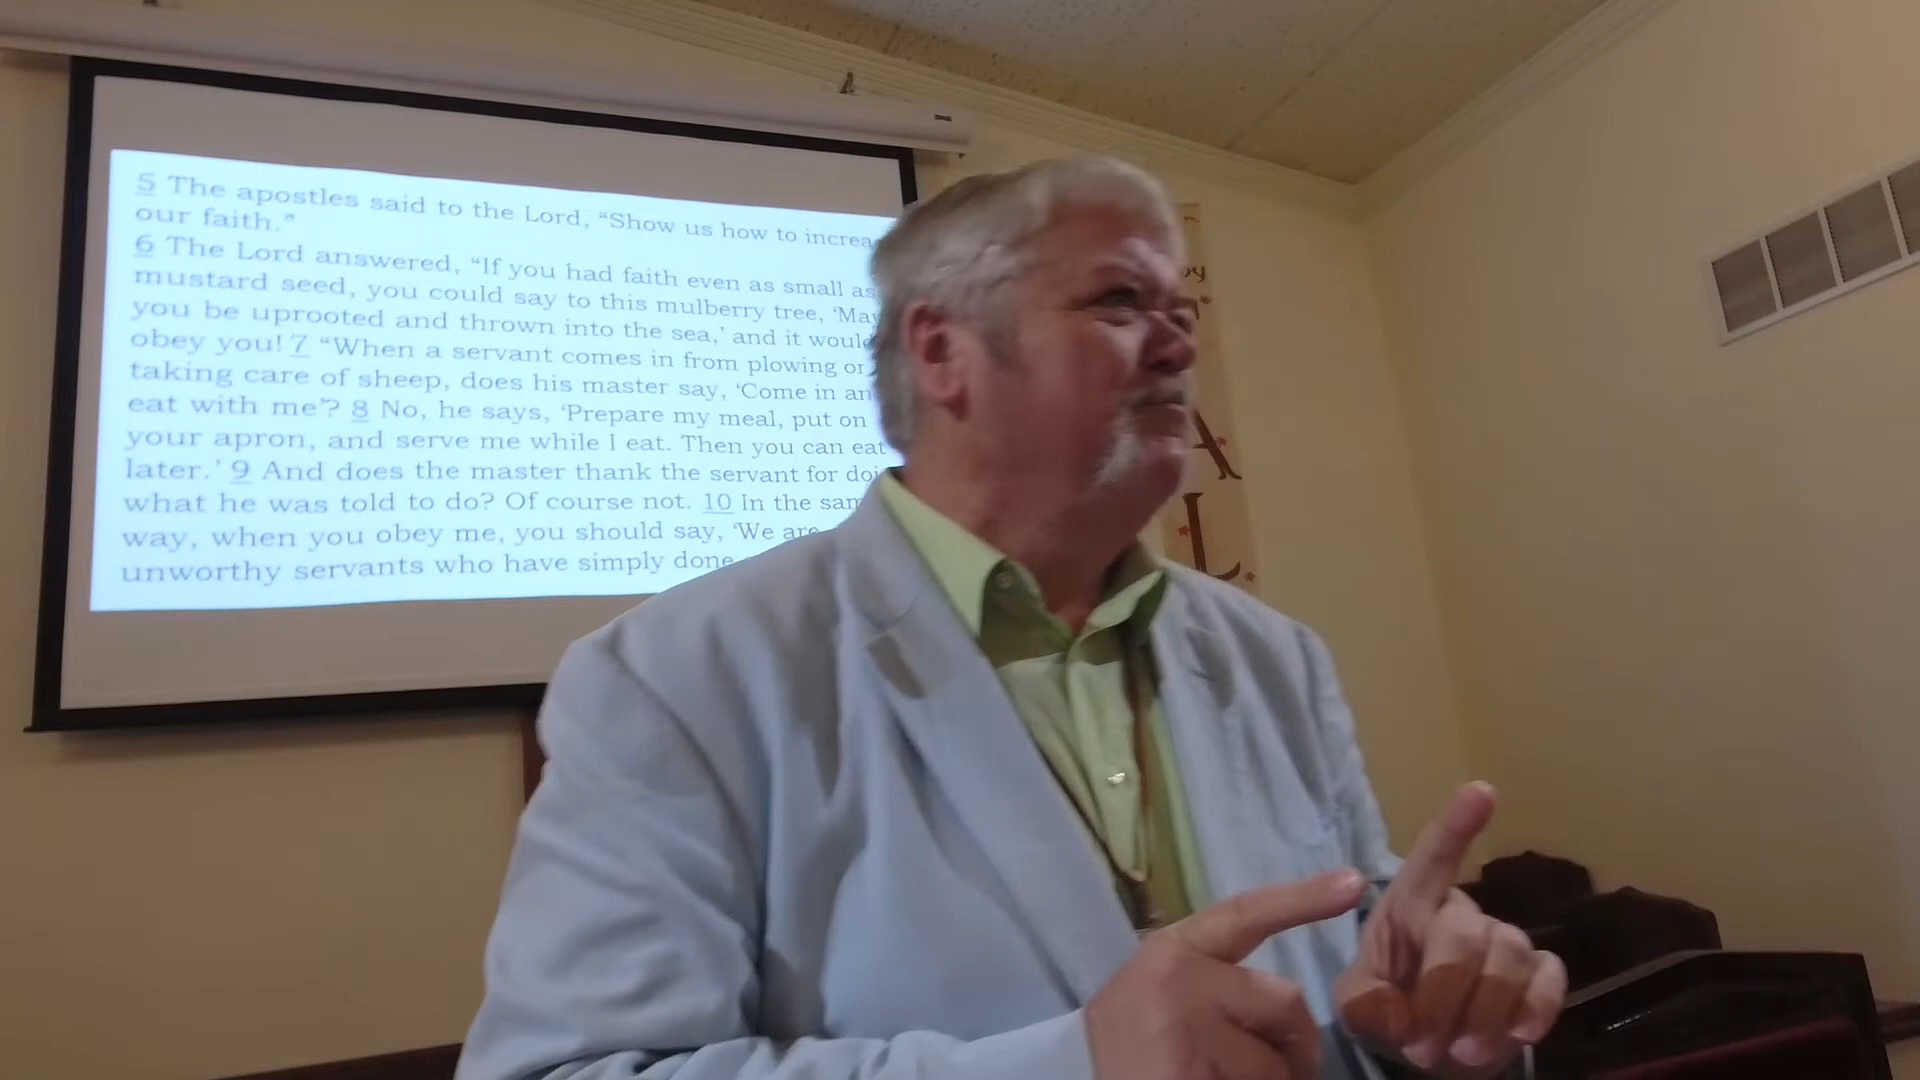 5 The apostles said to the Lord, “Show us how to increa
our faith.”
6 The Lord answered, “If you had faith even as small as
mustard seed, you could say to this mulberry tree, ‘May
you be uprooted and thrown into the sea,’ and it would
obey you! 7 “When a servant comes in from plowing or
taking care of sheep, does his master say, ‘Come in an
eat with me’? 8 No, he says, ‘Prepare my meal, put on
your apron, and serve me while I eat. Then you can eat
later.’ 9 And does the master thank the servant for doi
what he was told to do? Of course not. 10 In the sam
way, when you obey me, you should say, ‘We are
unworthy servants who have simply done
by
A
L